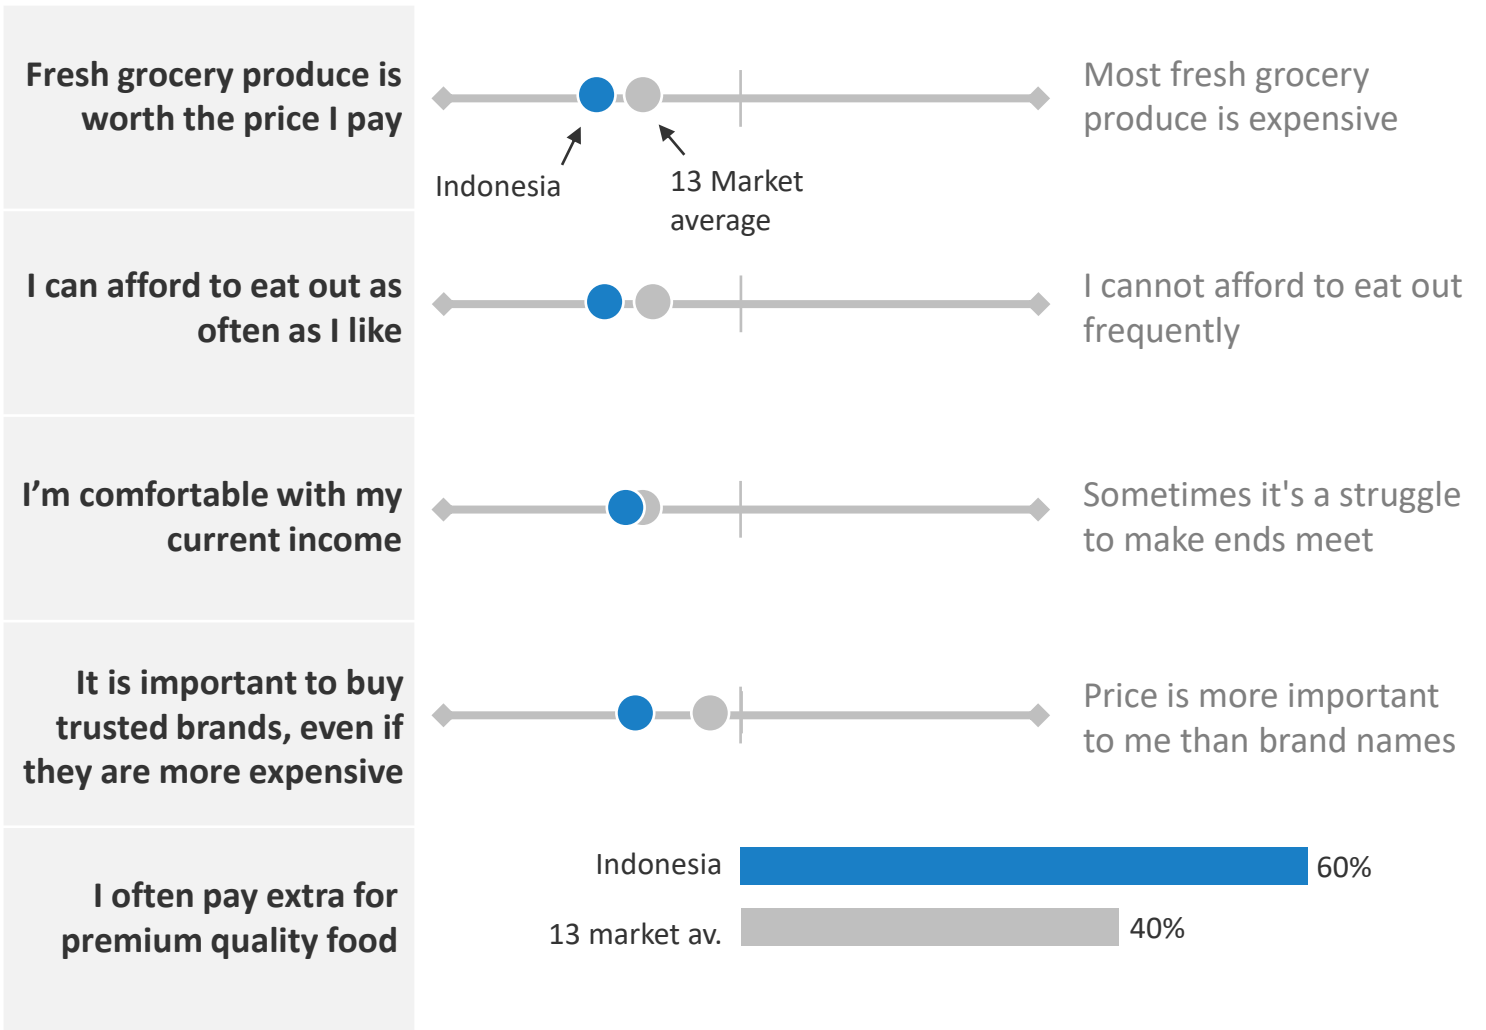 Fresh grocery produce is
worth the price I pay
Most fresh grocery
produce is expensive
Indonesia
13 Market
average
I can afford to eat out as
often as I like
I cannot afford to eat out
frequently
I’m comfortable with my
current income
Sometimes it's a struggle
to make ends meet
It is important to buy
trusted brands, even if
they are more expensive
Price is more important
to me than brand names
I often pay extra for
premium quality food
Indonesia
60%
13 market av.
40%